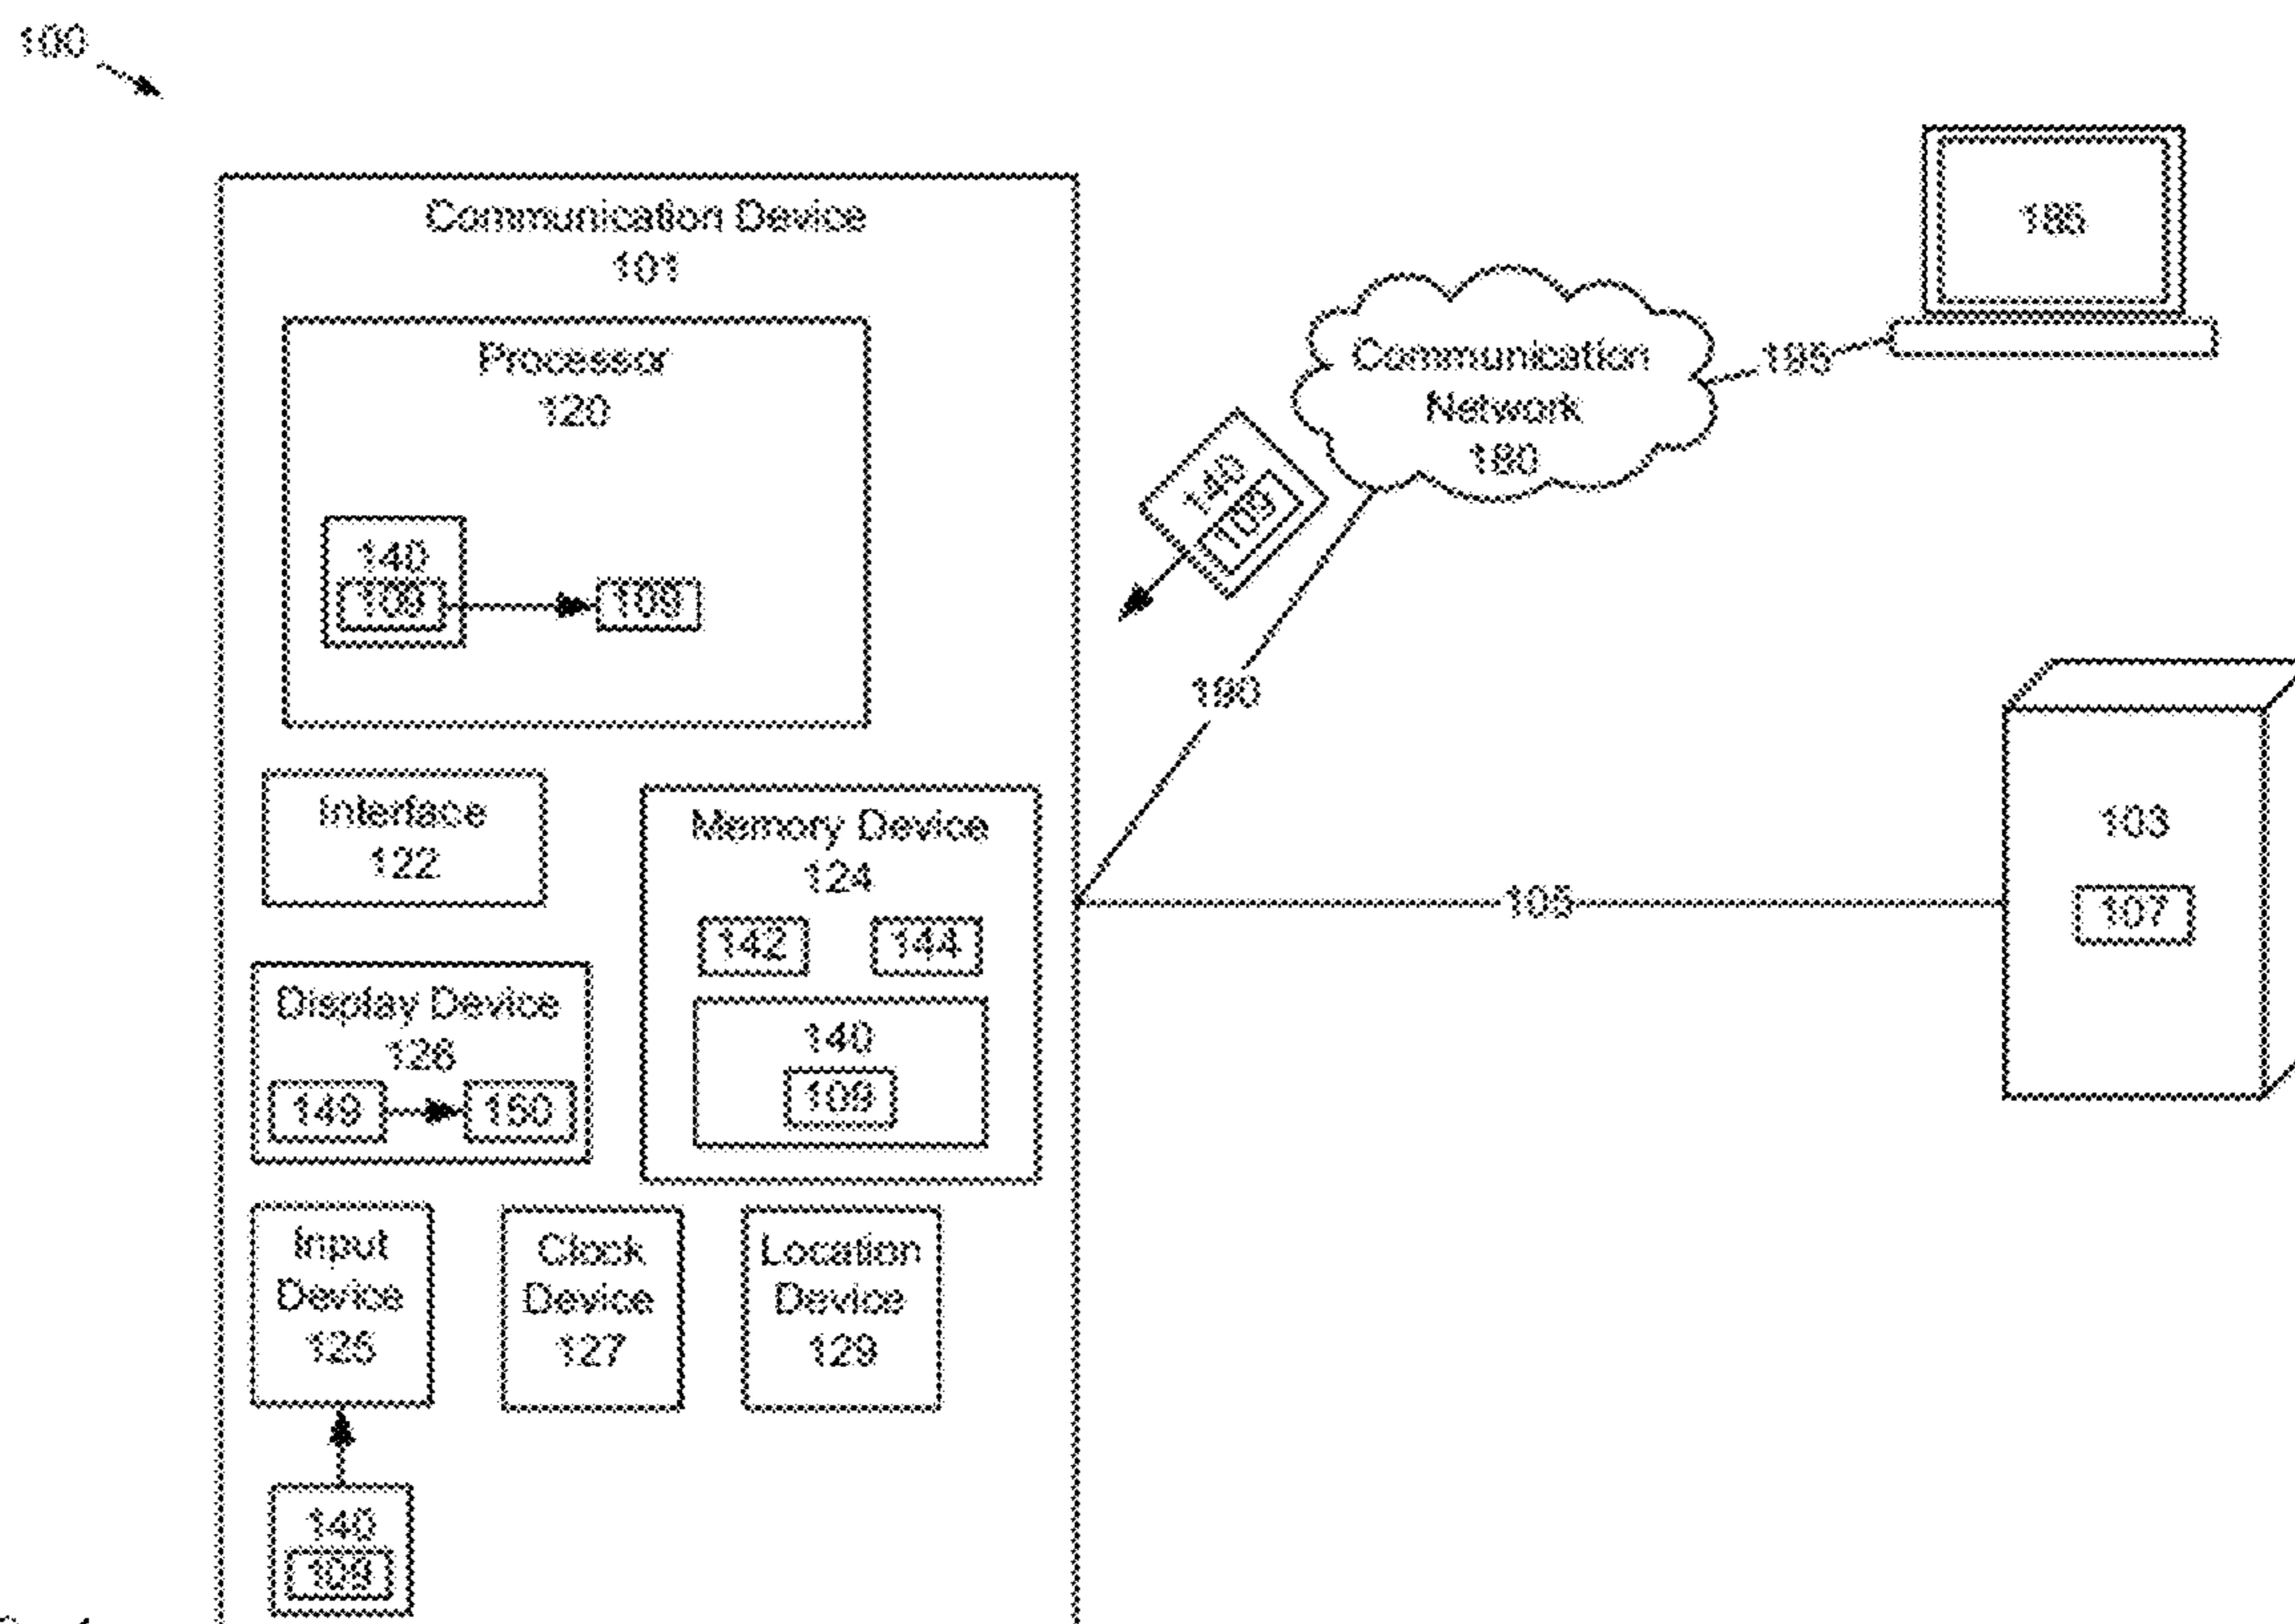 100
Communication Device
101
Processor
120
140
109
109
Interface
122
Memory Device
124
142
144
140
109
Display Device
126
149
150
Input
Device
125
Clock
Device
127
Location
Device
129
140
109
140
109
Communication
Network
180
190
195
185
105
103
107